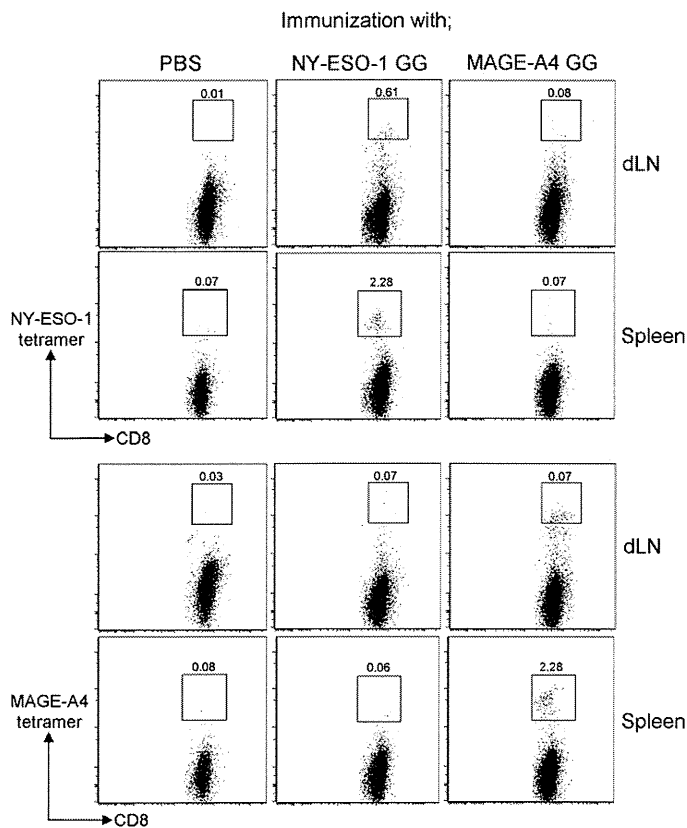 Immunization with;
PBS NY-ESO-1 GG MAGE-A4 GG
0.01 0.61 0.08
dLN
0.07 2.28 0.07
NY-ESO-1
tetramer
Spleen
CD8
0.03 0.07 0.07
dLN
0.08 0.06 2.28
MAGE-A4
tetramer
Spleen
CD8